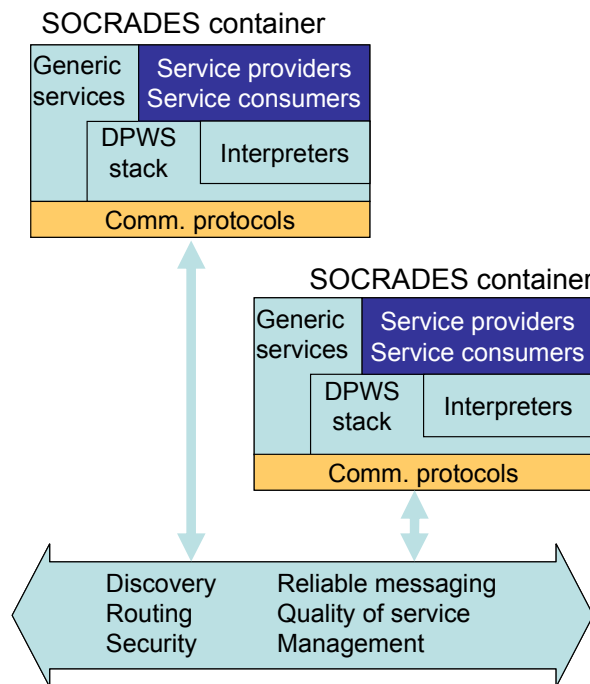 SOCRADES container
Generic
services
Service providers
Service consumers
DPWS
stack
Interpreters
Comm. protocols
SOCRADES container
Generic
services
Service providers
Service consumers
DPWS
stack
Interpreters
Comm. protocols
Discovery
Routing
Security
Reliable messaging
Quality of service
Management